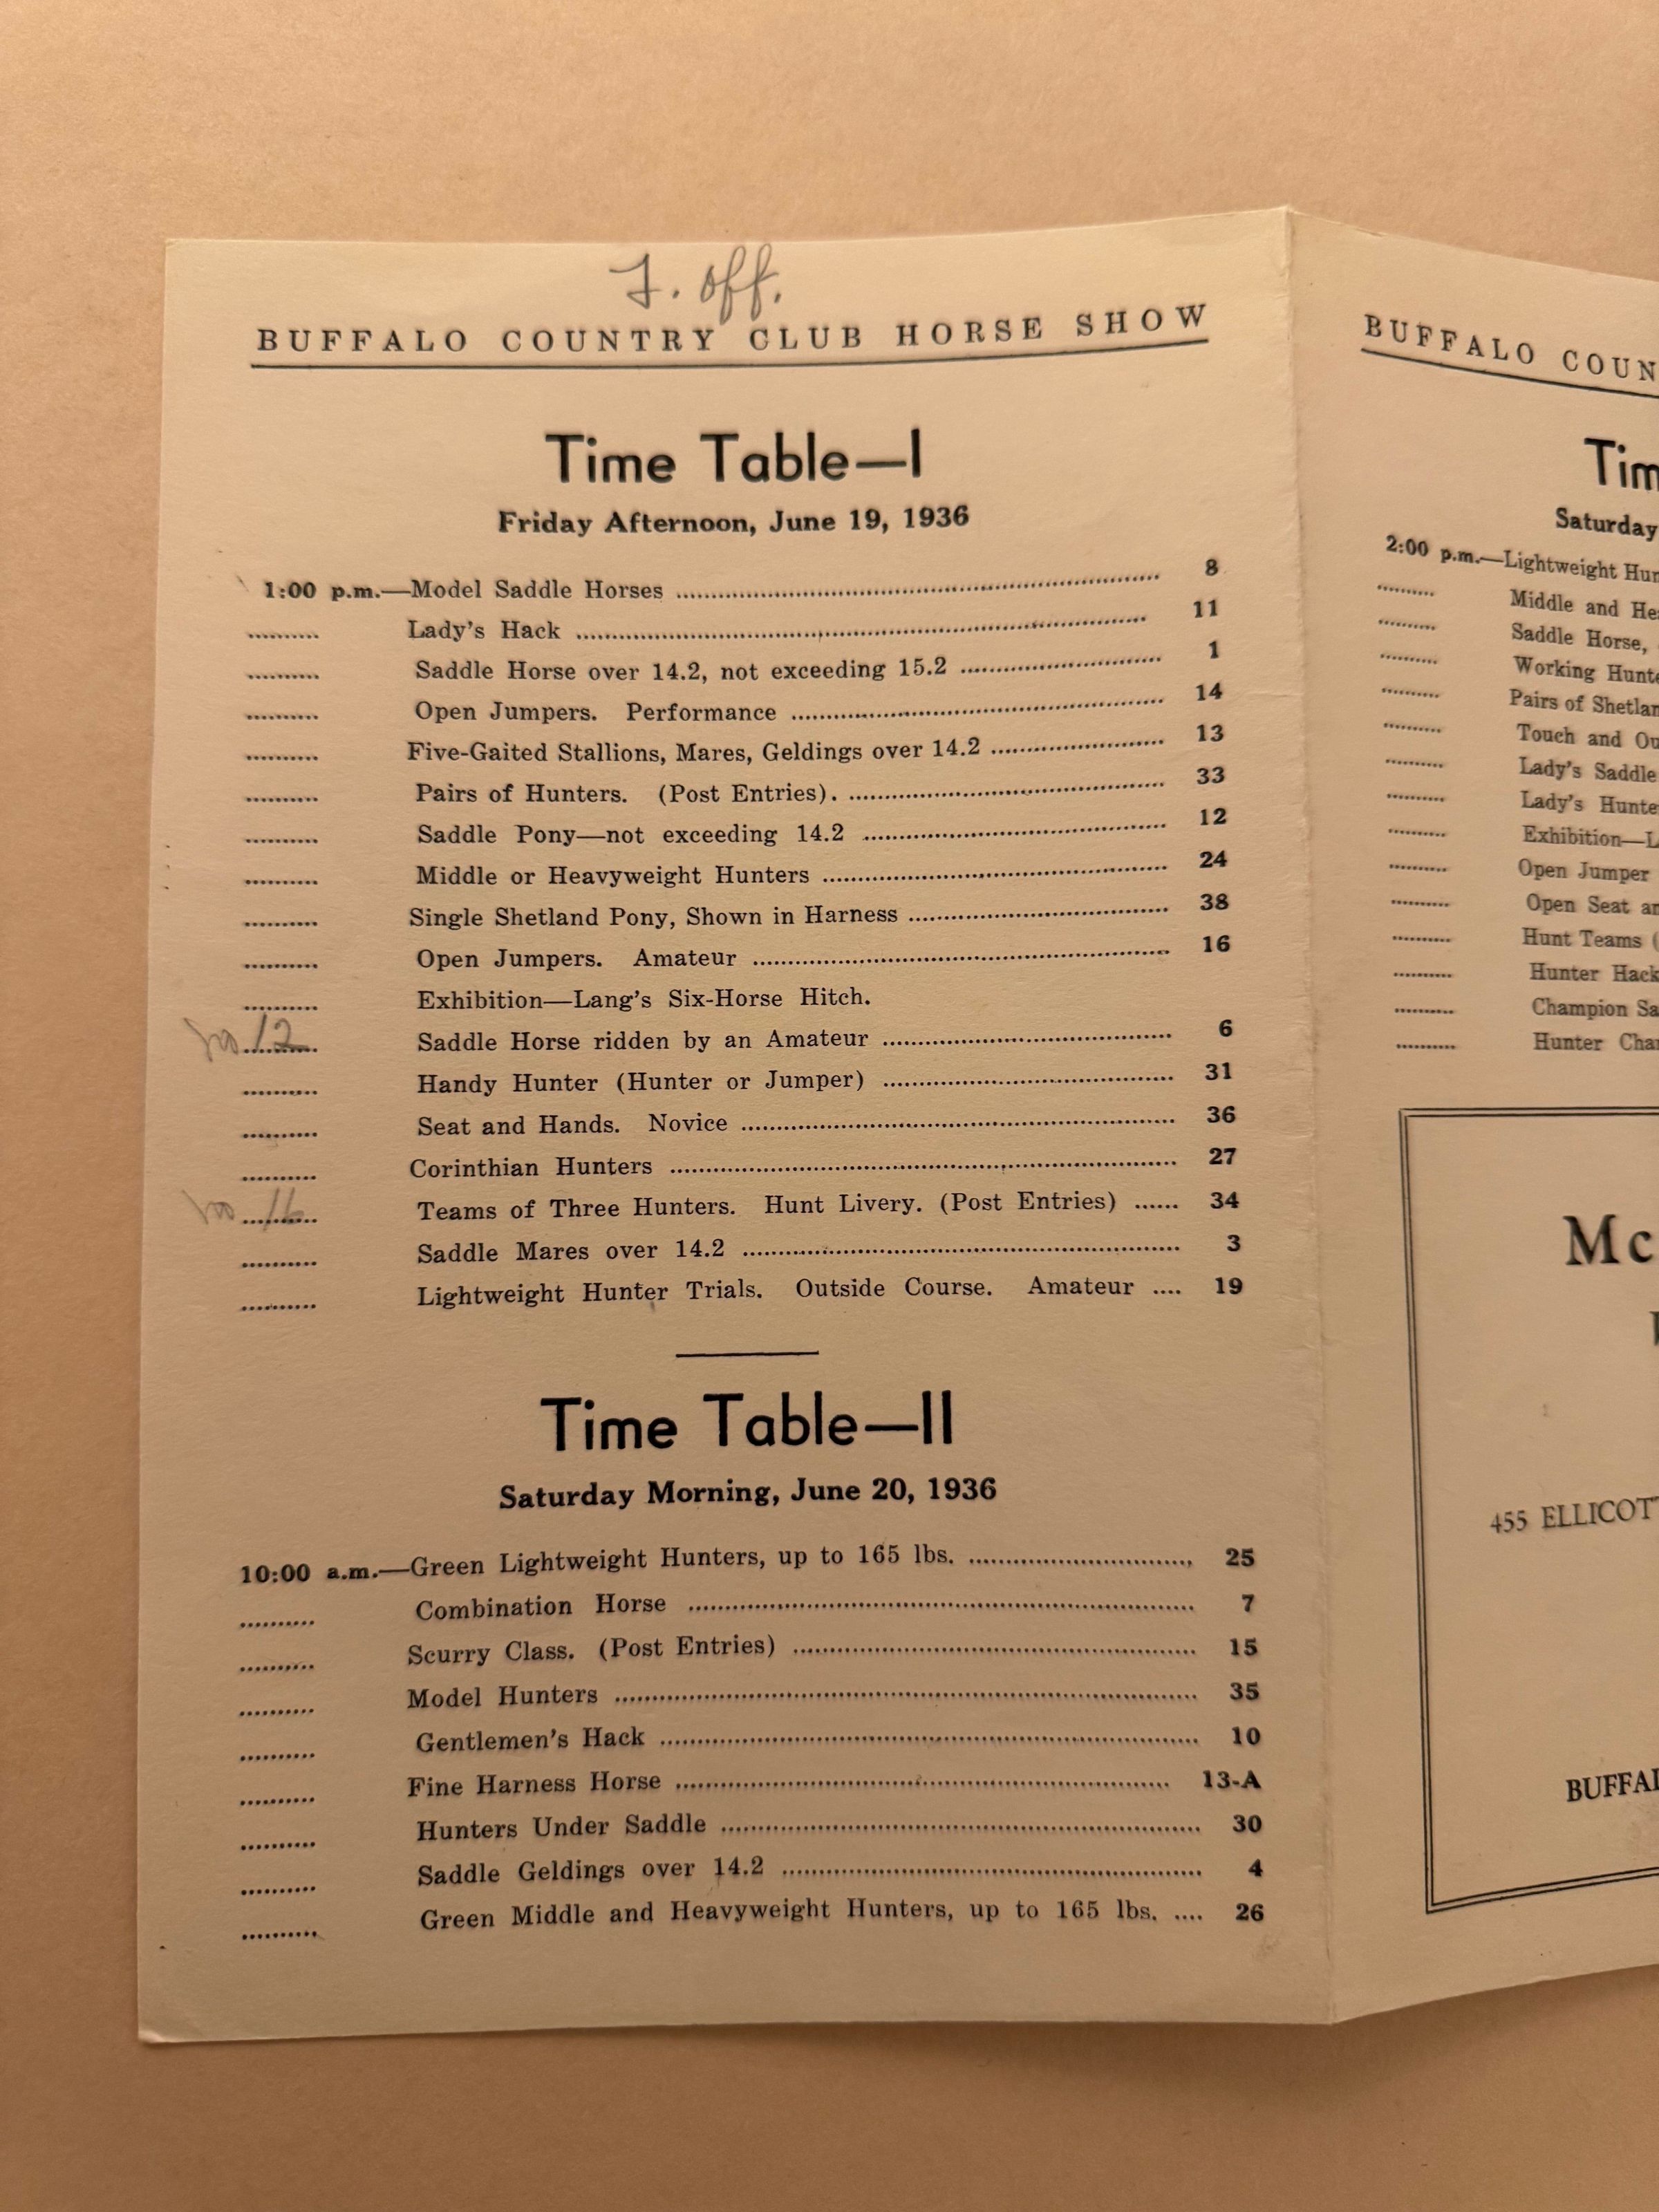 J. off.
BUFFALO COUNTRY CLUB HORSE SHOW
Time Table—I
Friday Afternoon, June 19, 1936
1:00 p.m.—Model Saddle Horses ........ 8
........ Lady's Hack ........ 11
........ Saddle Horse over 14.2, not exceeding 15.2 ........ 1
........ Open Jumpers. Performance ........ 14
........ Five-Gaited Stallions, Mares, Geldings over 14.2 ........ 13
........ Pairs of Hunters. (Post Entries). ........ 33
........ Saddle Pony—not exceeding 14.2 ........ 12
........ Middle or Heavyweight Hunters ........ 24
........ Single Shetland Pony, Shown in Harness ........ 38
........ Open Jumpers. Amateur ........ 16
........ Exhibition—Lang's Six-Horse Hitch.
no 12 ........ Saddle Horse ridden by an Amateur ........ 6
........ Handy Hunter (Hunter or Jumper) ........ 31
........ Seat and Hands. Novice ........ 36
........ Corinthian Hunters ........ 27
no 16 ........ Teams of Three Hunters. Hunt Livery. (Post Entries) ...... 34
........ Saddle Mares over 14.2 ........ 3
........ Lightweight Hunter Trials. Outside Course. Amateur .... 19
Time Table—II
Saturday Morning, June 20, 1936
10:00 a.m.—Green Lightweight Hunters, up to 165 lbs. ........ 25
........ Combination Horse ........ 7
........ Scurry Class. (Post Entries) ........ 15
........ Model Hunters ........ 35
........ Gentlemen's Hack ........ 10
........ Fine Harness Horse ........ 13-A
........ Hunters Under Saddle ........ 30
........ Saddle Geldings over 14.2 ........ 4
........ Green Middle and Heavyweight Hunters, up to 165 lbs. .... 26
BUFFALO COUN
Tim
Saturday
2:00 p.m.—Lightweight Hun
........ Middle and He
........ Saddle Horse,
........ Working Hunte
........ Pairs of Shetlan
........ Touch and Ou
........ Lady's Saddle
........ Lady's Hunte
........ Exhibition—L
........ Open Jumper
........ Open Seat an
........ Hunt Teams (
........ Hunter Hack
........ Champion Sa
........ Hunter Cha
Mc
455 ELLICOT
BUFFAL